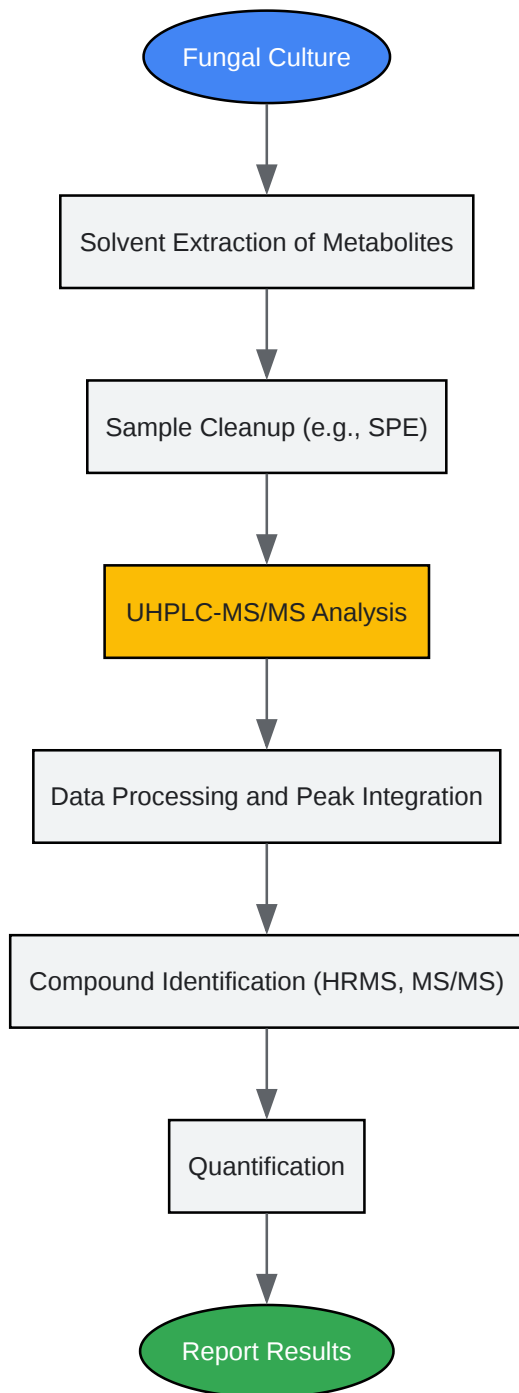 Fungal Culture
Solvent Extraction of Metabolites
Sample Cleanup (e.g., SPE)
UHPLC-MS/MS Analysis
Data Processing and Peak Integration
Compound Identification (HRMS, MS/MS)
Quantification
Report Results